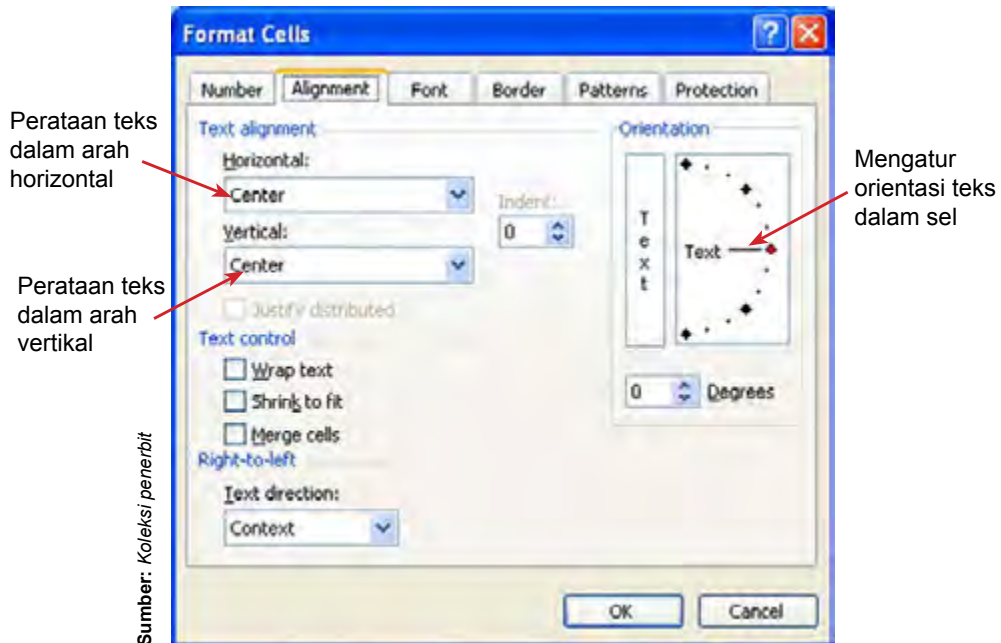 Format Cells
Number Alignment Font Border Patterns Protection
Perataan teks
dalam arah
horizontal
Perataan teks
dalam arah
vertikal
Text alignment
Horizontal:
Center
Indent:
0
Vertical:
Center
Justify distributed
Text control
Wrap text
Shrink to fit
Merge cells
Right-to-left
Text direction:
Context
Orientation
Text
Text
0 Degrees
Mengatur
orientasi teks
dalam sel
OK Cancel
Sumber: Koleksi penerbit